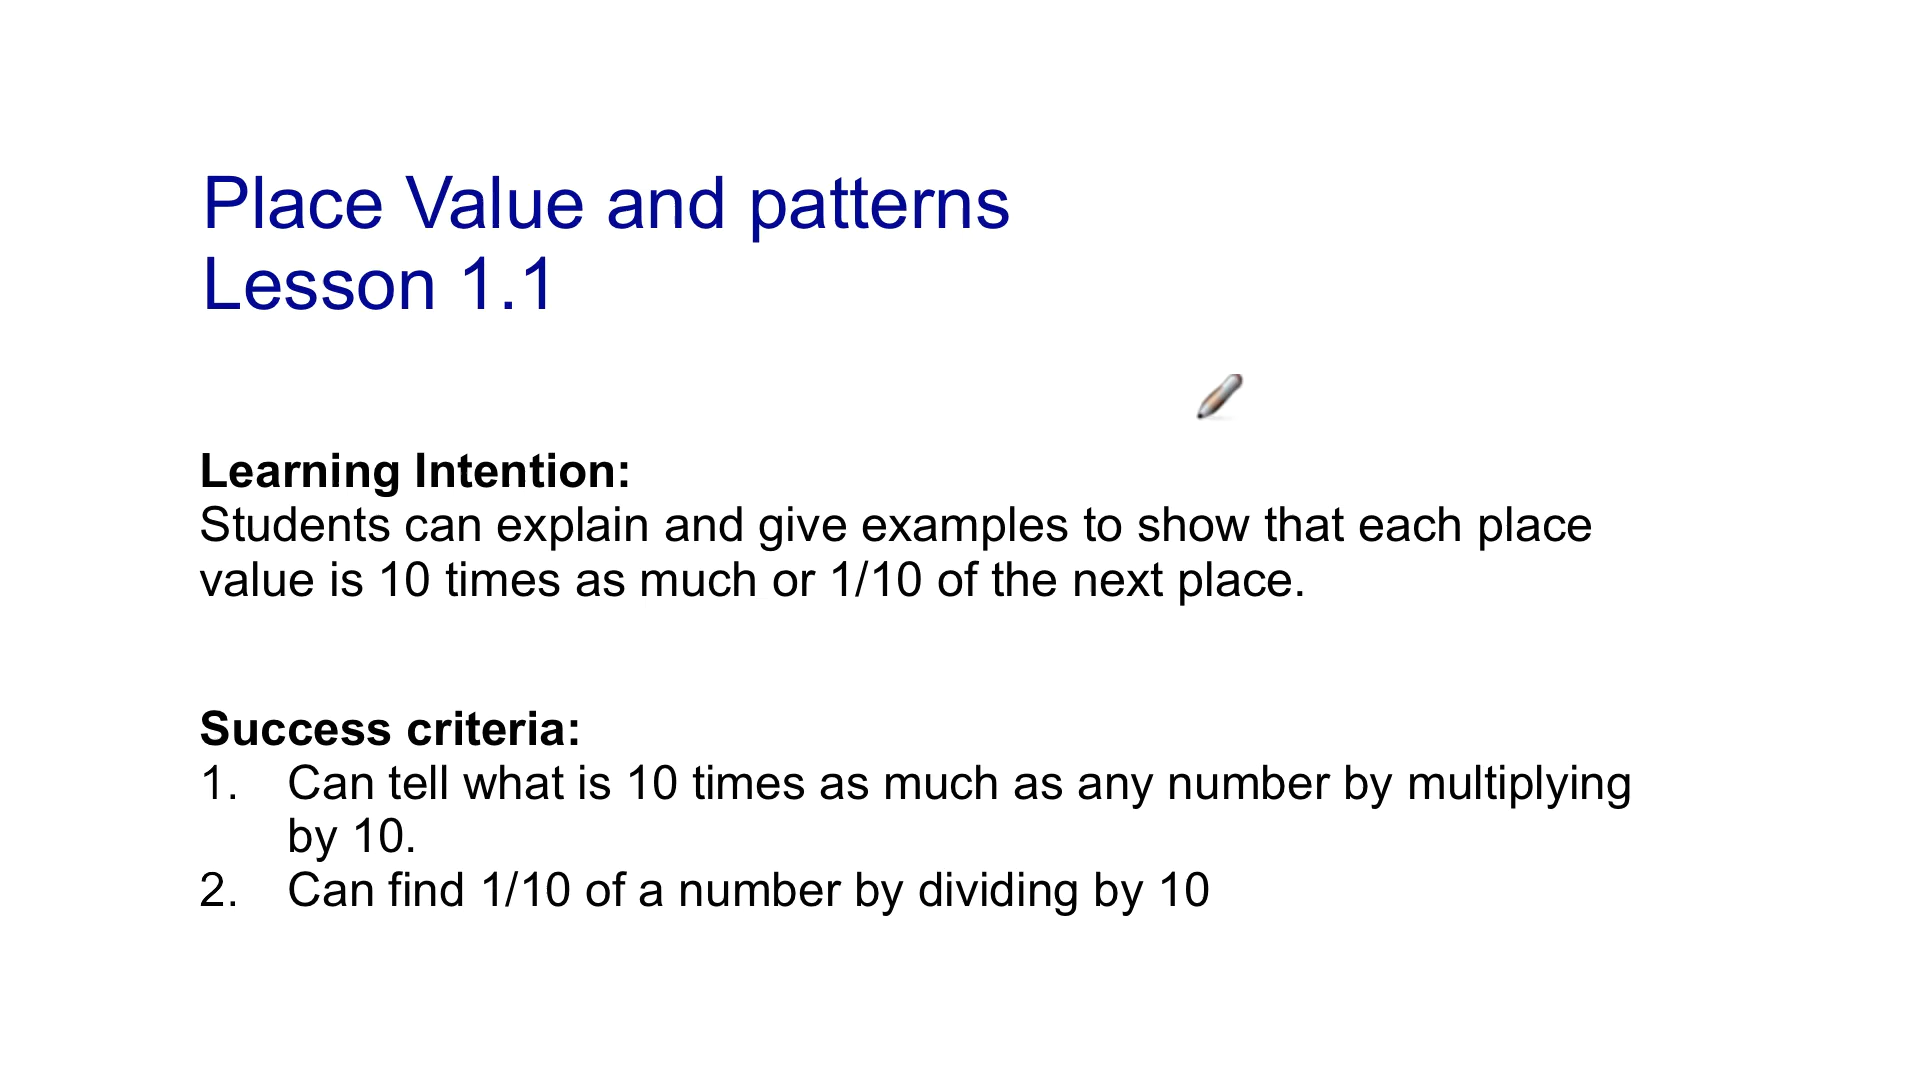 Place Value and patterns
Lesson 1.1
Learning Intention:
Students can explain and give examples to show that each place
value is 10 times as much or 1/10 of the next place.
Success criteria:
1. Can tell what is 10 times as much as any number by multiplying
by 10.
2. Can find 1/10 of a number by dividing by 10